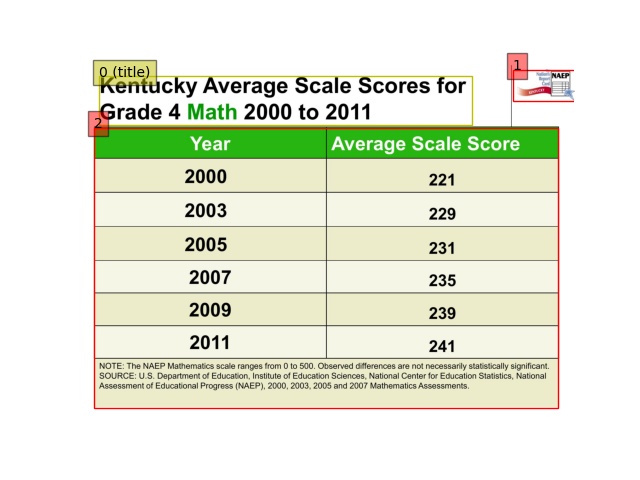 0 (title)
1
NAEP
Kentucky Average Scale Scores for
Grade 4 Math 2000 to 2011
2
Year Average Scale Score
2000 221
2003 229
2005 231
2007 235
2009 239
2011 241
NOTE: The NAEP Mathematics scale ranges from 0 to 500. Observed differences are not necessarily statistically significant.
SOURCE: U.S. Department of Education, Institute of Education Sciences, National Center for Education Statistics, National
Assessment of Educational Progress (NAEP), 2000, 2003, 2005 and 2007 Mathematics Assessments.